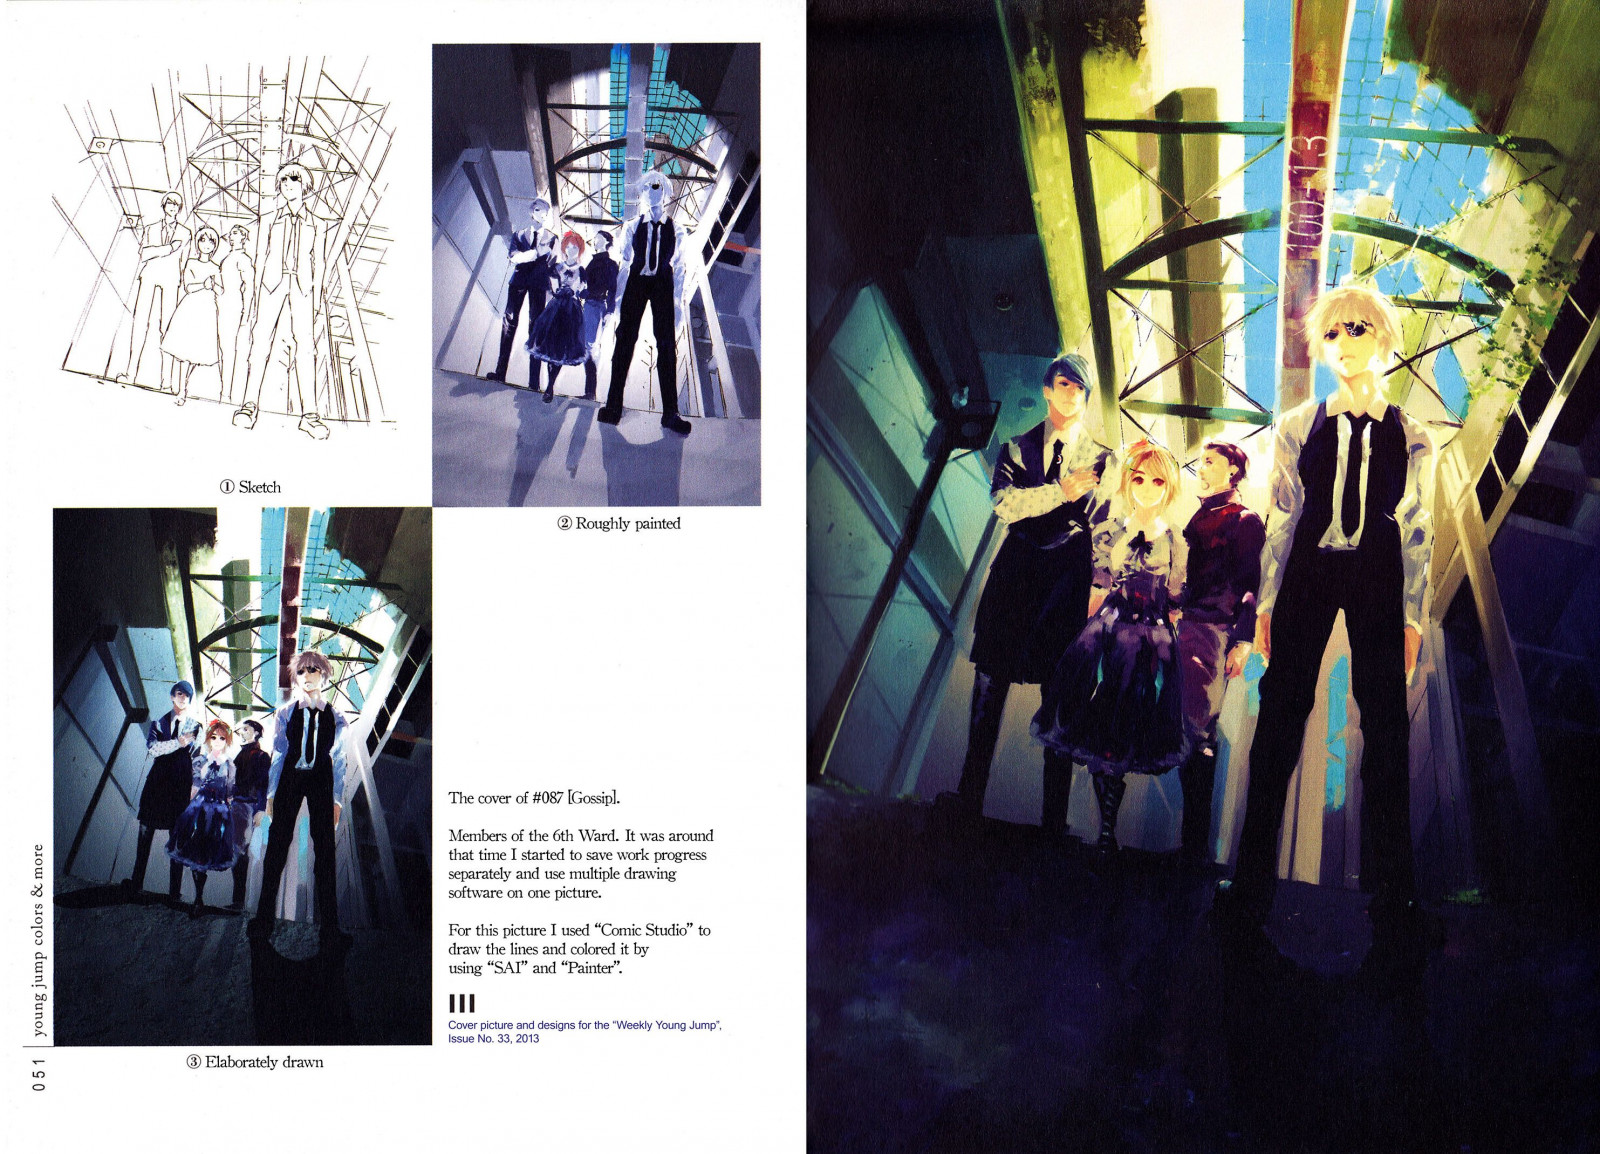 ① Sketch
② Roughly painted
③ Elaborately drawn
The cover of #087 [Gossip].
Members of the 6th Ward. It was around
that time I started to save work progress
separately and use multiple drawing
software on one picture.
For this picture I used “Comic Studio” to
draw the lines and colored it by
using “SAI” and “Painter”.
III
Cover picture and designs for the “Weekly Young Jump”,
Issue No. 33, 2013
051 | young jump colors & more